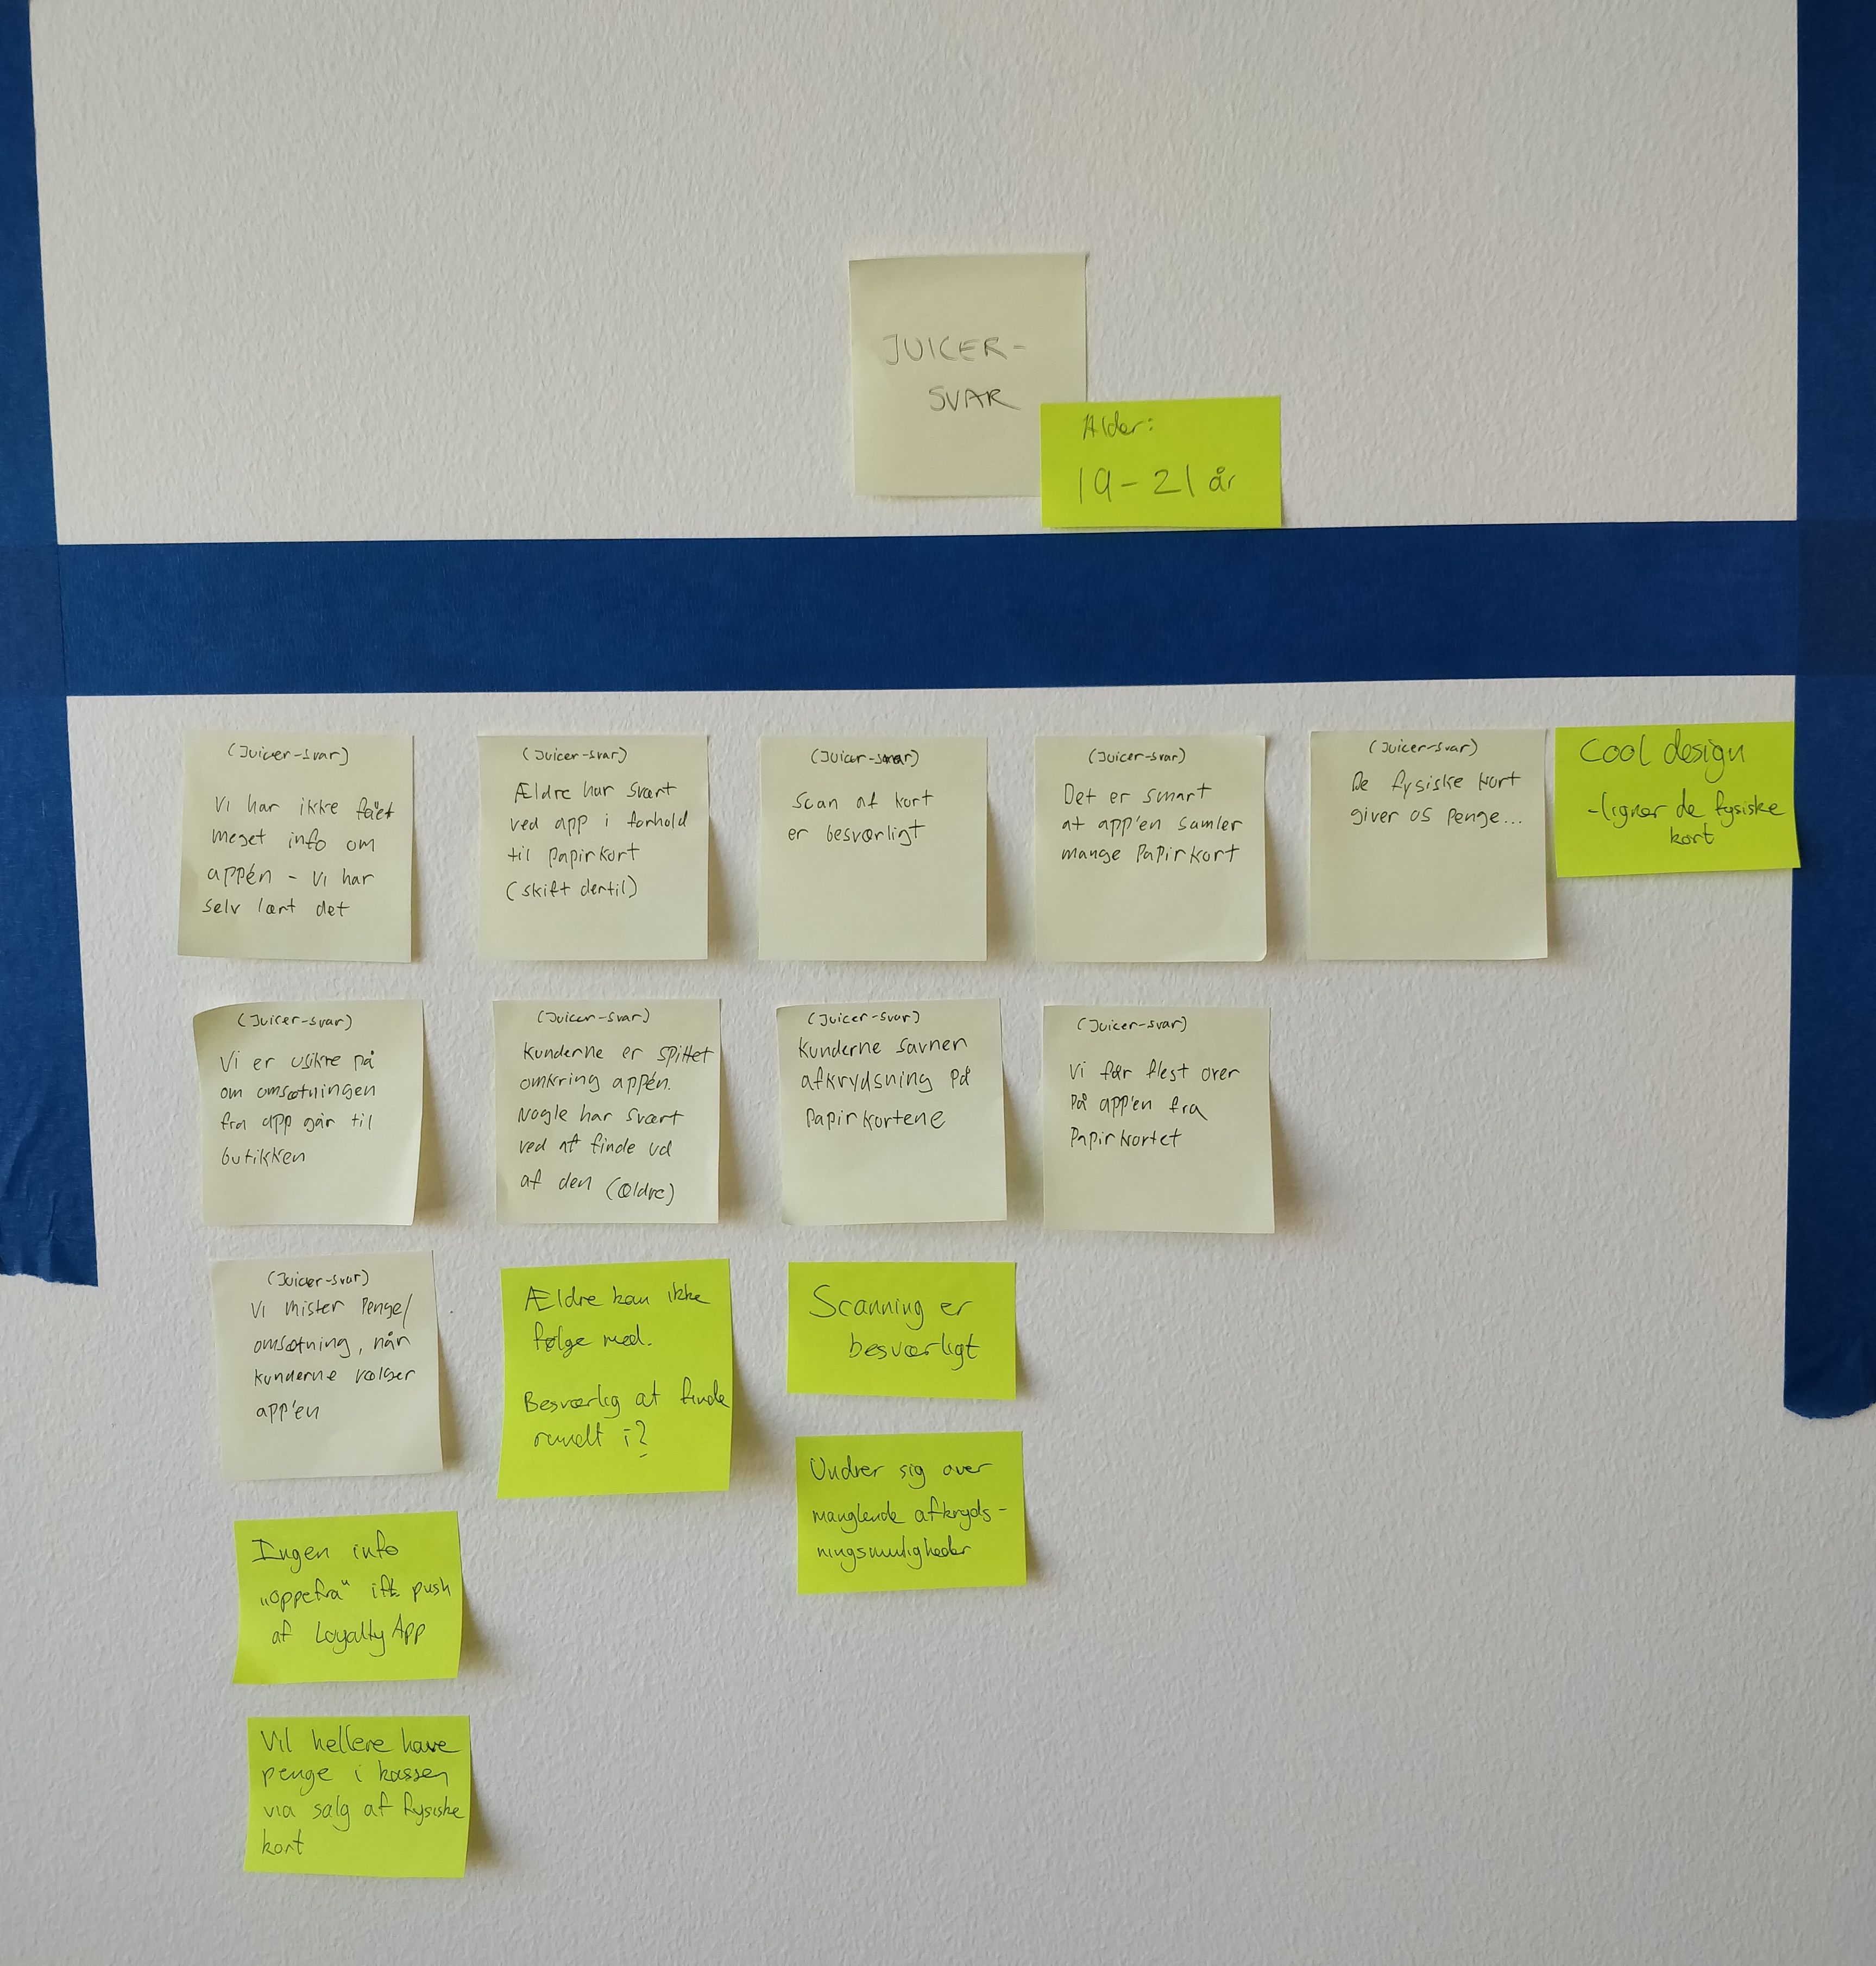 JUICER-
SVAR
Alder:
19-21 år
(Juicer-svar)
Vi har ikke fået
meget info om
appén - vi har
selv lært det
(Juicer-svar)
Ældre har svært
ved app i forhold
til papirkort
(skift dertil)
(Juicer-svar)
Scan af kort
er besværligt
(Juicer-svar)
Det er smart
at app'en samler
mange papirkort
(Juicer-svar)
De fysiske kort
giver os penge...
Cool design
-ligner de fysiske
kort
(Juicer-svar)
Vi er usikre på
om omsætningen
fra app går til
butikken
(Juicer-svar)
Kunderne er spittet
omkring appén.
Nogle har svært
ved at finde ud
af den (ældre)
(Juicer-svar)
Kunderne savner
afkrydsning på
papirkortene
(Juicer-svar)
Vi får flest over
på app'en fra
papirkortet
(Juicer-svar)
Vi mister penge/
omsætning, når
kunderne vælger
app'en
Ældre kan ikke
følge med.
Besværlig at finde
rundt i?
Scanning er
besværligt
Undrer sig over
manglende afkryds-
ningsmuligheder
Ingen info
"oppefra" ift. push
af Loyalty App
Vil hellere have
penge i kassen
via salg af fysiske
kort